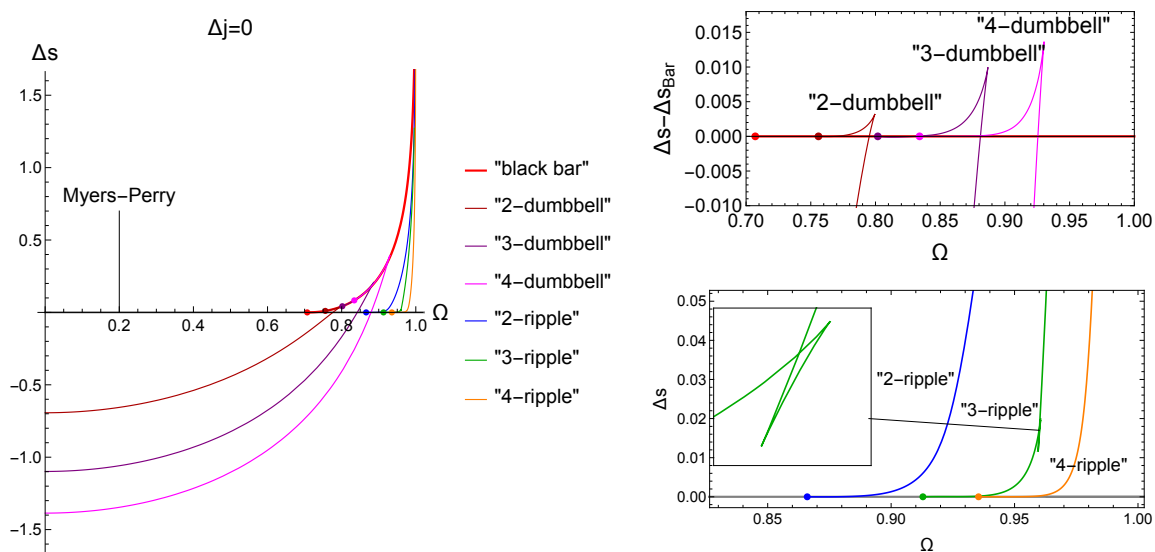 Δj=0
Δs
1.5
1.0
0.5
-0.5
-1.0
-1.5
Myers-Perry
0.2
0.4
0.6
0.8
1.0
Ω
"black bar"
"2-dumbbell"
"3-dumbbell"
"4-dumbbell"
"2-ripple"
"3-ripple"
"4-ripple"
Δs-Δs_Bar
0.015
0.010
0.005
0.000
-0.005
-0.010
"4-dumbbell"
"3-dumbbell"
"2-dumbbell"
0.70
0.75
0.80
0.85
0.90
0.95
1.00
Ω
Δs
0.05
0.04
0.03
0.02
0.01
0.00
"2-ripple"
"3-ripple"
"4-ripple"
0.85
0.90
0.95
1.00
Ω